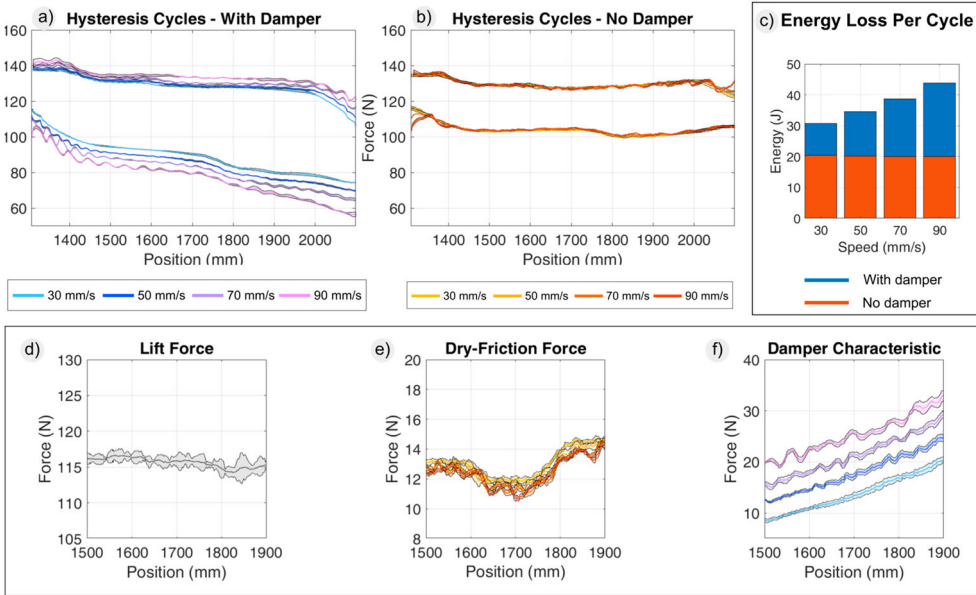 a)
Hysteresis Cycles - With Damper
160
140
120
100
80
60
1400 1500 1600 1700 1800 1900 2000
Position (mm)
Force (N)
b)
Hysteresis Cycles - No Damper
160
140
120
100
80
60
1400 1500 1600 1700 1800 1900 2000
Position (mm)
Force (N)
c) Energy Loss Per Cycle
50
40
30
20
10
0
30 50 70 90
Speed (mm/s)
Energy (J)
With damper
No damper
30 mm/s 50 mm/s 70 mm/s 90 mm/s
30 mm/s 50 mm/s 70 mm/s 90 mm/s
d)
Lift Force
130
125
120
115
110
105
1500 1600 1700 1800 1900
Position (mm)
Force (N)
e)
Dry-Friction Force
20
18
16
14
12
10
8
1500 1600 1700 1800 1900
Position (mm)
Force (N)
f)
Damper Characteristic
40
30
20
10
1500 1600 1700 1800 1900
Position (mm)
Force (N)